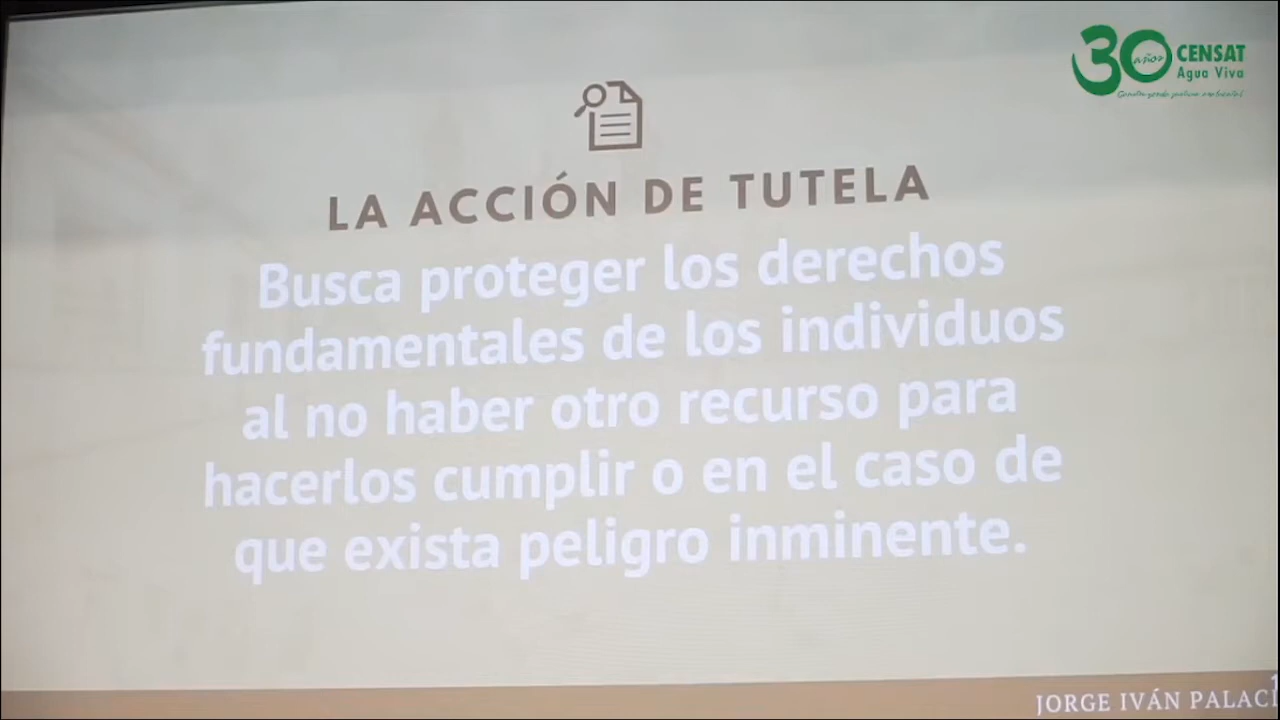 30 años CENSAT
Agua Viva
LA ACCIÓN DE TUTELA
Busca proteger los derechos
fundamentales de los individuos
al no haber otro recurso para
hacerlos cumplir o en el caso de
que exista peligro inminente.
JORGE IVÁN